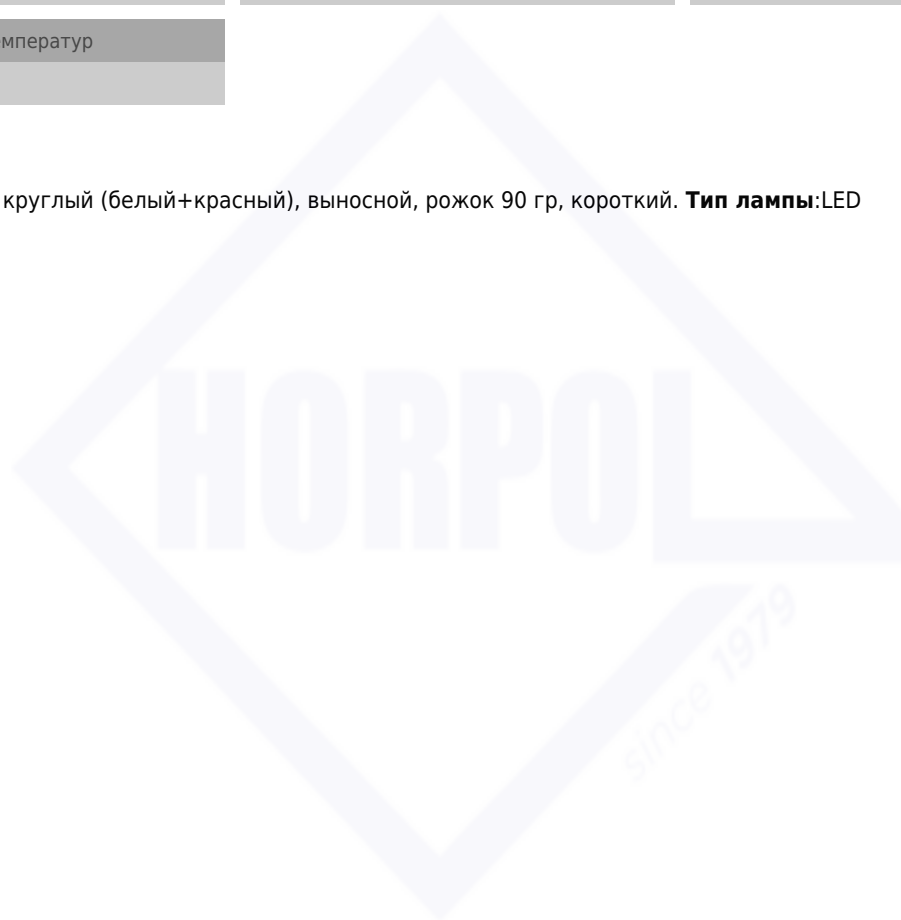 мператур
круглый (белый+красный), выносной, рожок 90 гр, короткий. Тип лампы:LED
HORPOL
since 1979